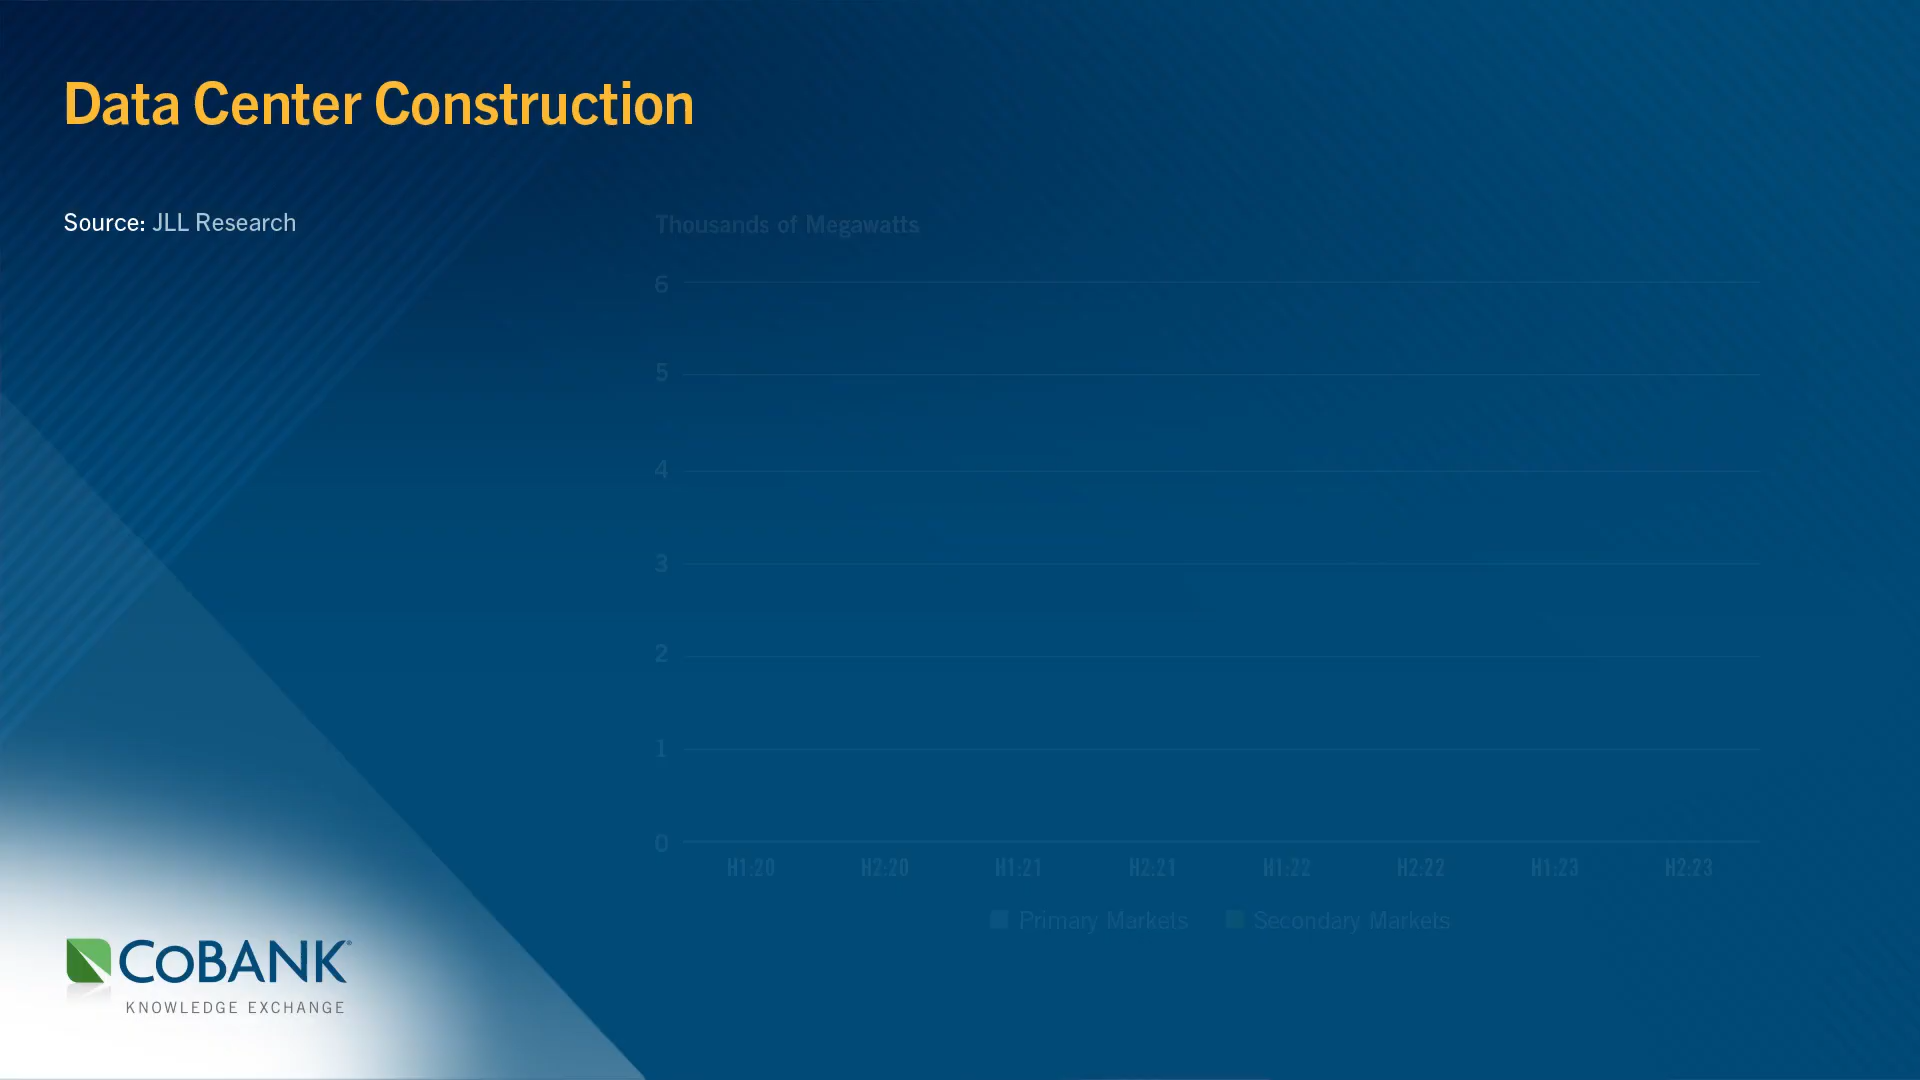 Data Center Construction
Source: JLL Research
Thousands of Megawatts
6
5
4
3
2
1
0
H1:20 H2:20 H1:21 H2:21 H1:22 H2:22 H1:23 H2:23
Primary Markets Secondary Markets
COBANK
KNOWLEDGE EXCHANGE